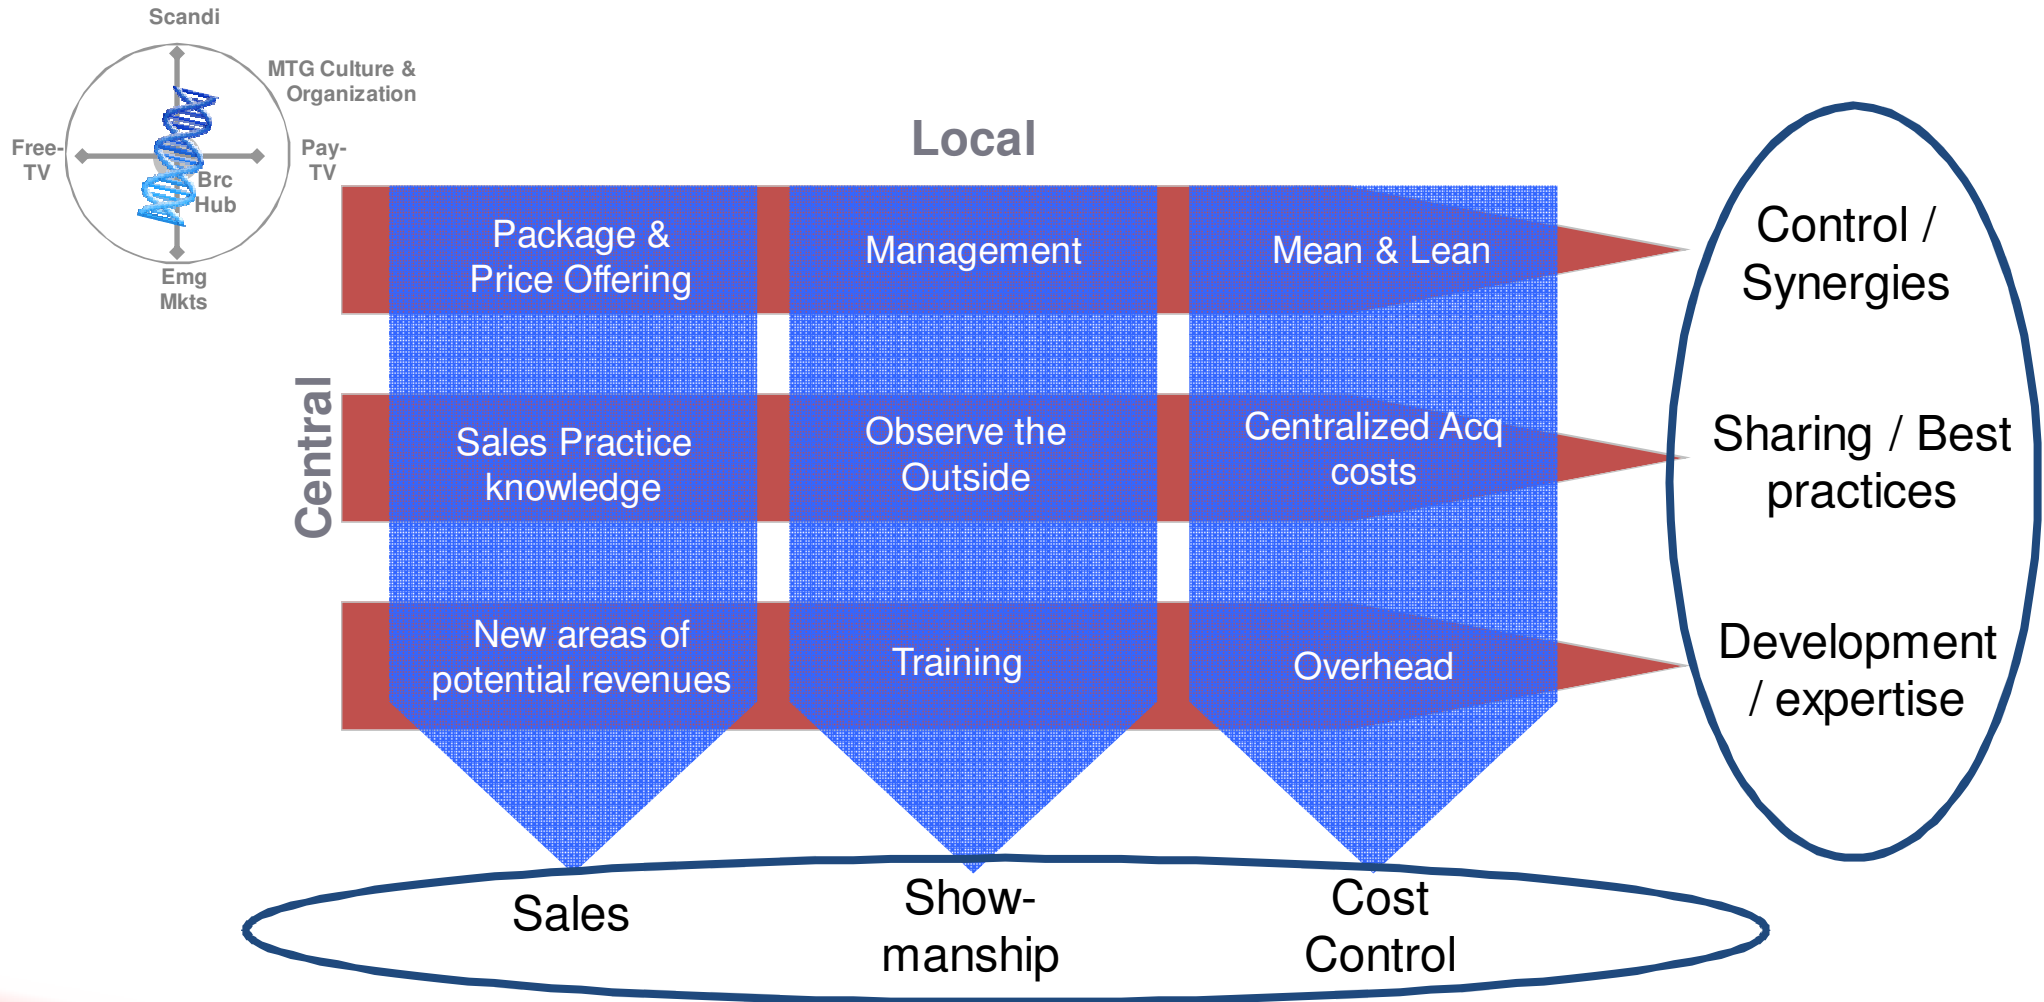 Scandi
MTG Culture &
Organization
Free-
TV
Pay-
TV
Brc
Hub
Emg
Mkts
Local
Central
Package &
Price Offering
Management
Mean & Lean
Control /
Synergies
Sales Practice
knowledge
Observe the
Outside
Centralized Acq
costs
Sharing / Best
practices
New areas of
potential revenues
Training
Overhead
Development
/ expertise
Sales
Show-
manship
Cost
Control